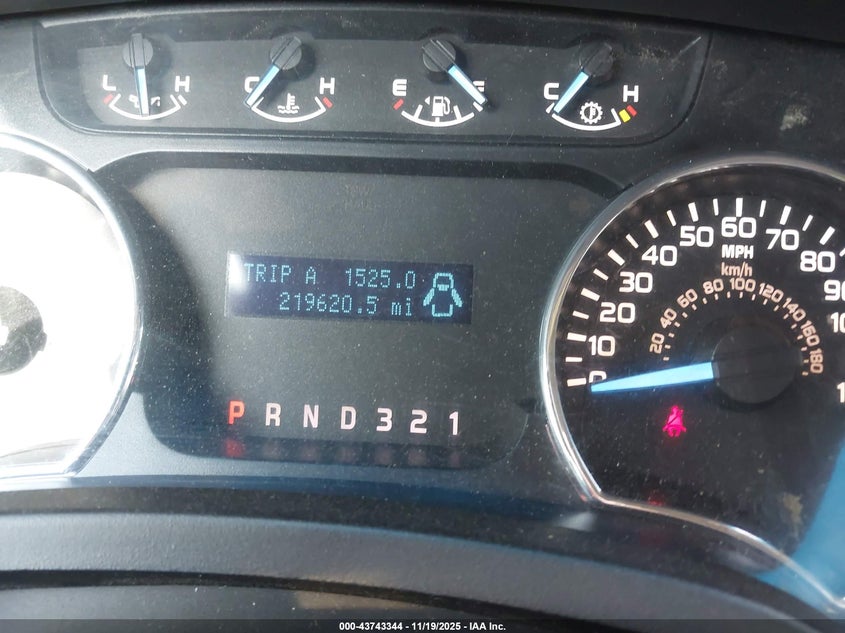 L H
C H
E F
C H
TRIP A 1525.0
219620.5 mi
P R N D 3 2 1
0 10 20 30 40 50 60 70 80
MPH
km/h
20 40 60 80 100 120 140 160 180
000-43743344 | 11/19/2025 - IAA Inc.